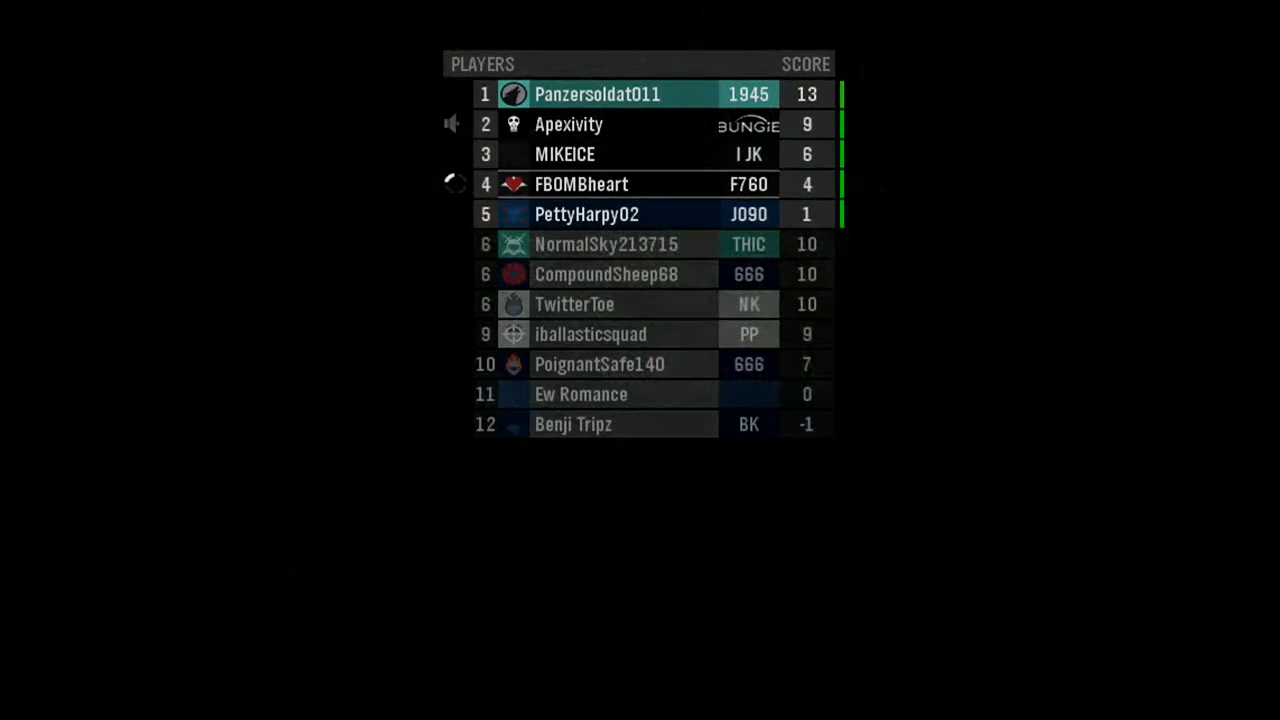 PLAYERS SCORE
1 Panzersoldat011 1945 13
2 Apexivity BUNGIE 9
3 MIKEICE I JK 6
4 FBOMBheart F760 4
5 PettyHarpy02 J090 1
6 NormalSky213715 THIC 10
6 CompoundSheep68 666 10
6 TwitterToe NK 10
9 iballasticsquad PP 9
10 PoignantSafe140 666 7
11 Ew Romance 0
12 Benji Tripz BK -1